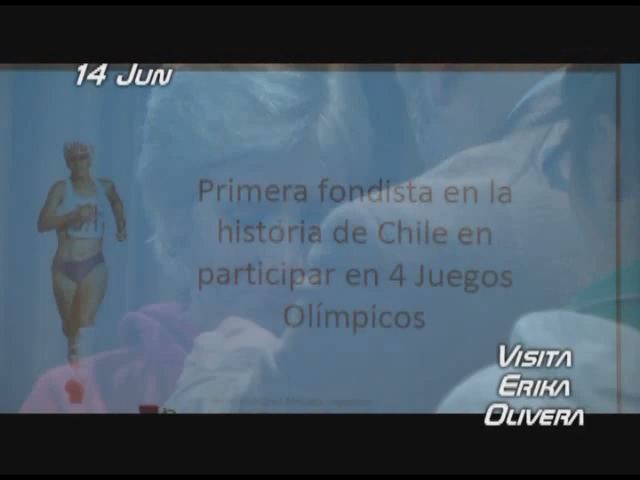 14 JUN
Primera fondista en la
historia de Chile en
participar en 4 Juegos
Olímpicos
VISITA
ERIKA
OLIVERA